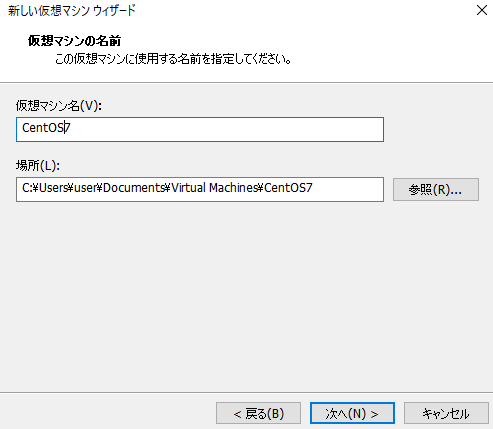 新しい仮想マシン ウィザード
仮想マシンの名前
この仮想マシンに使用する名前を指定してください。
仮想マシン名(V):
CentOS7
場所(L):
C:¥Users¥user¥Documents¥Virtual Machines¥CentOS7
参照(R)...
< 戻る(B)
次へ(N) >
キャンセル